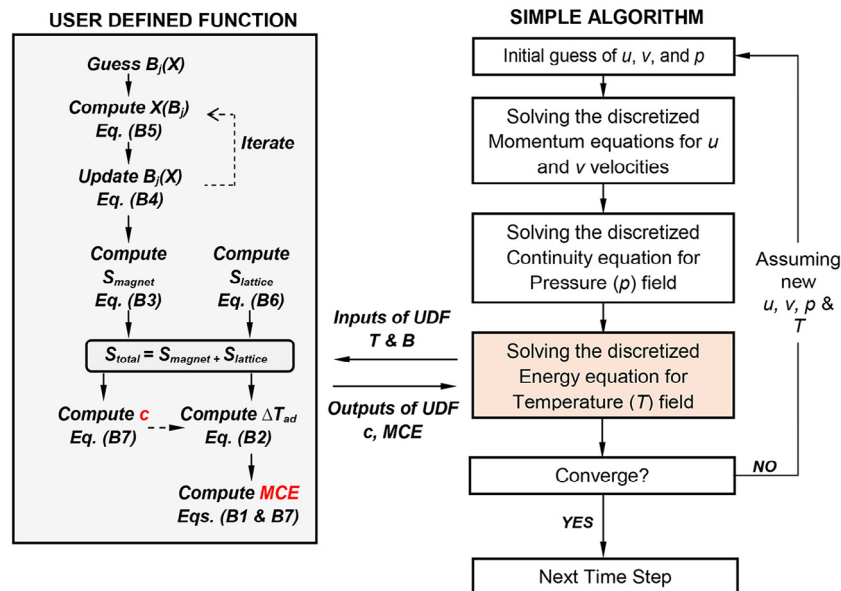 USER DEFINED FUNCTION
Guess Bj(X)
Compute X(Bj)
Eq. (B5)
Iterate
Update Bj(X)
Eq. (B4)
Compute
Smagnet
Eq. (B3)
Compute
Slattice
Eq. (B6)
Stotal = Smagnet + Slattice
Compute c
Eq. (B7)
Compute ΔTad
Eq. (B2)
Compute MCE
Eqs. (B1 & B7)
Inputs of UDF
T & B
Outputs of UDF
c, MCE
SIMPLE ALGORITHM
Initial guess of u, v, and p
Solving the discretized
Momentum equations for u
and v velocities
Solving the discretized
Continuity equation for
Pressure (p) field
Solving the discretized
Energy equation for
Temperature (T) field
Converge?
NO
YES
Next Time Step
Assuming
new
u, v, p &
T